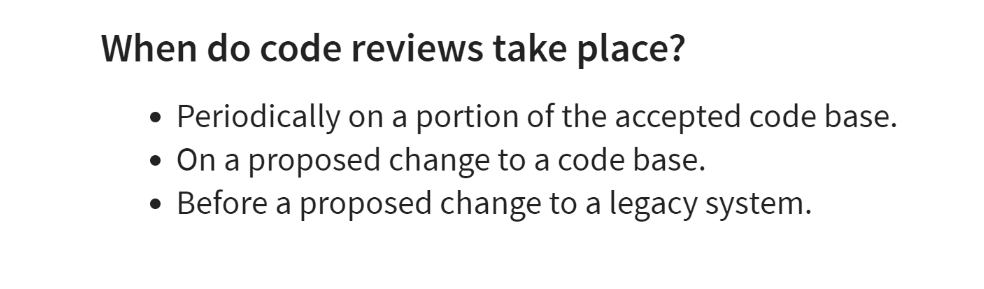 When do code reviews take place?
• Periodically on a portion of the accepted code base.
• On a proposed change to a code base.
• Before a proposed change to a legacy system.